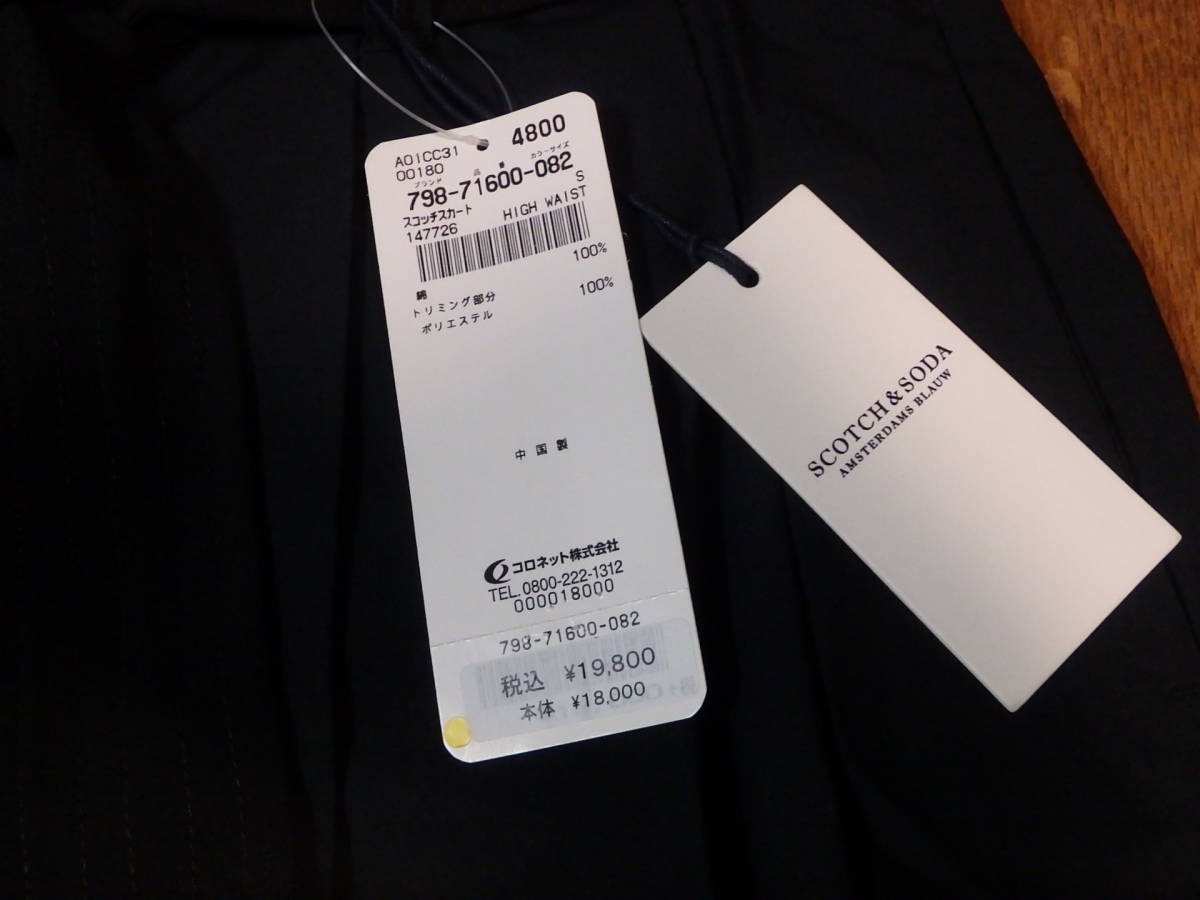 A01CC31 4800
00180
ブランド 品番 カラーサイズ
798-71600-082
スコッチスカート S
147726 HIGH WAIST
綿 100%
トリミング部分
ポリエステル 100%
中国製
コロネット株式会社
TEL.0800-222-1312
000018000
798-71600-082
税込 ¥19,800
本体 ¥18,000
SCOTCH & SODA
AMSTERDAMS BLAUW